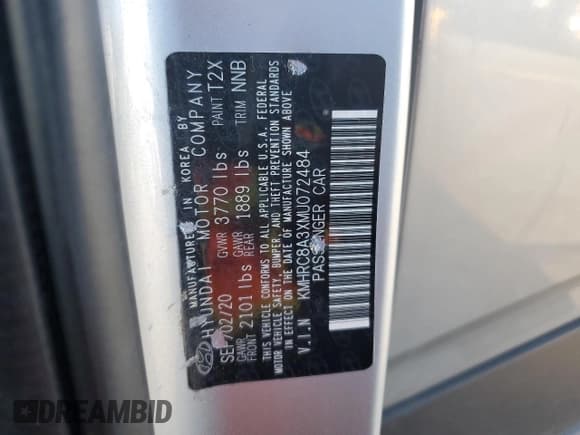 MANUFACTURED IN KOREA BY
HYUNDAI MOTOR COMPANY
SEP/02/20 GVWR 3770 lbs PAINT T2X
GAWR FRONT 2101 lbs GAWR REAR 1889 lbs TRIM NNB
THIS VEHICLE CONFORMS TO ALL APPLICABLE U.S.A. FEDERAL
MOTOR VEHICLE SAFETY, BUMPER, AND THEFT PREVENTION STANDARDS
IN EFFECT ON THE DATE OF MANUFACTURE SHOWN ABOVE
V.I.N KMHRC8A3XMU072484
PASSENGER CAR
DREAMBID